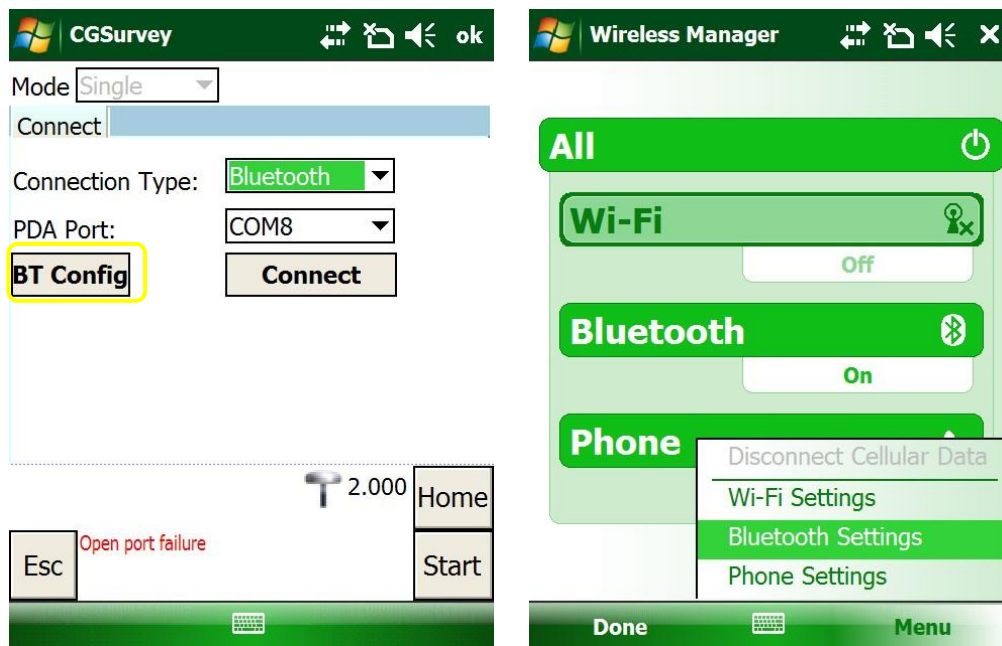 CGSurvey
ok
Mode Single
Connect
Connection Type: Bluetooth
PDA Port: COM8
BT Config
Connect
2.000
Home
Open port failure
Esc
Start
Wireless Manager
All
Wi-Fi
Off
Bluetooth
On
Phone
Disconnect Cellular Data
Wi-Fi Settings
Bluetooth Settings
Phone Settings
Done
Menu